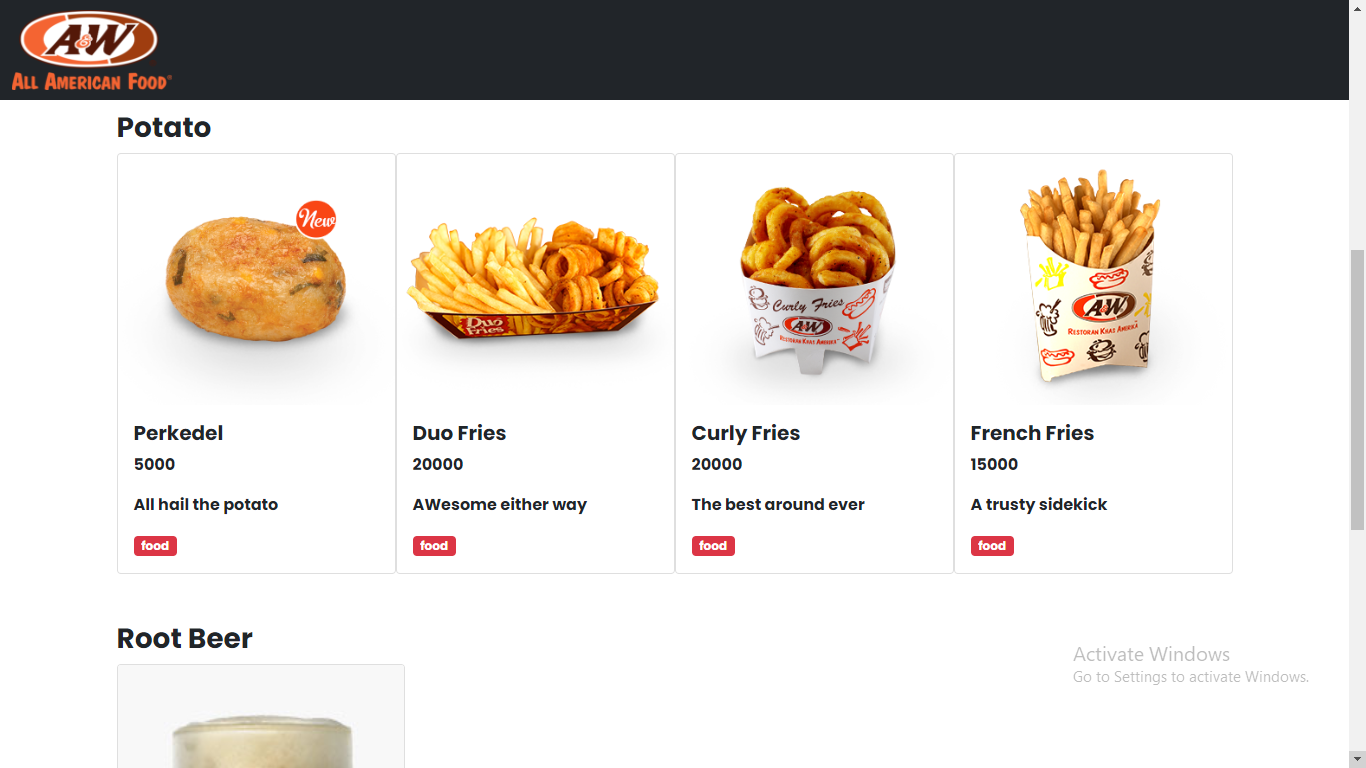 A&W
ALL AMERICAN FOOD
Potato
New
Duo
Fries
Curly Fries
A&W
RESTORAN KHAS AMERIKA
A&W
RESTORAN KHAS AMERIKA
Perkedel
Duo Fries
Curly Fries
French Fries
5000
20000
20000
15000
All hail the potato
AWesome either way
The best around ever
A trusty sidekick
food
food
food
food
Root Beer
Activate Windows
Go to Settings to activate Windows.